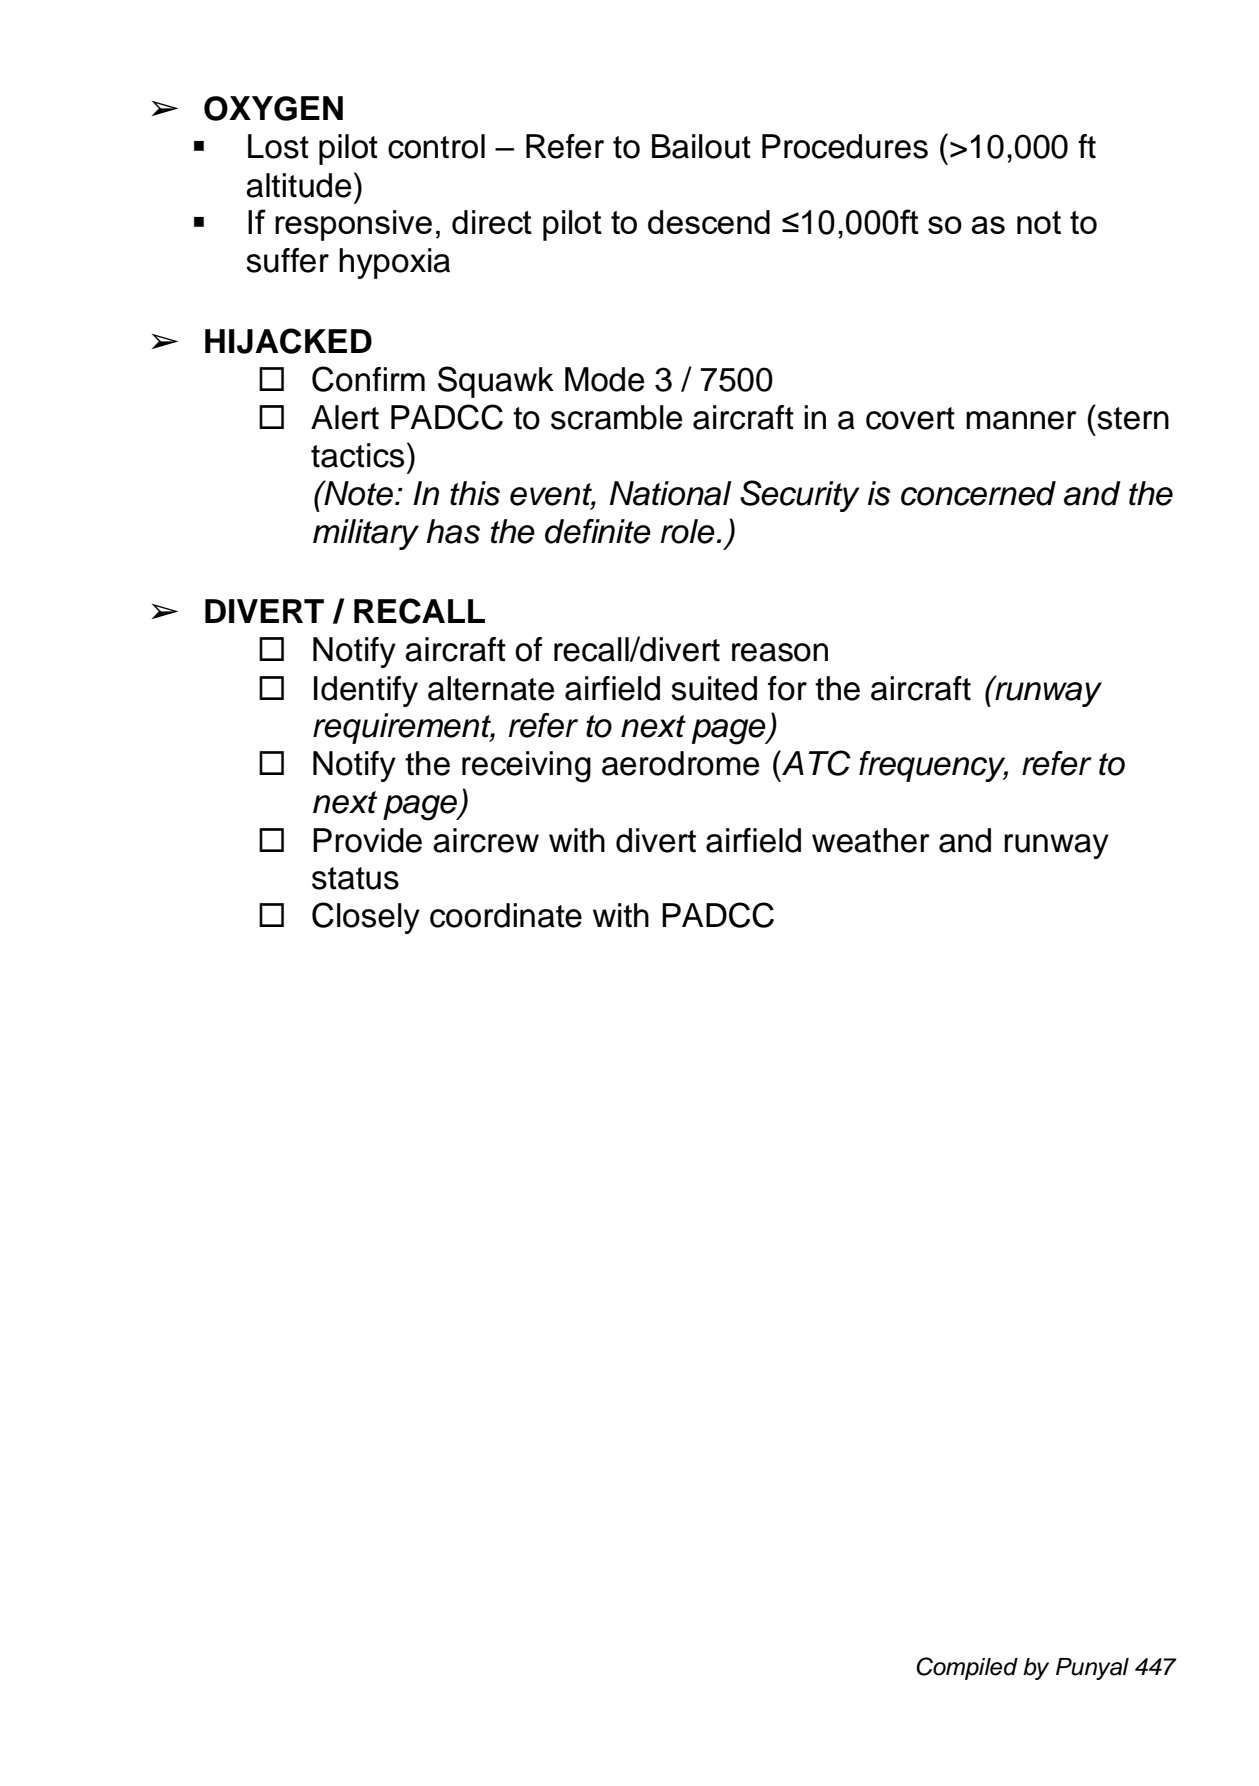 ➢ OXYGEN
▪ Lost pilot control – Refer to Bailout Procedures (>10,000 ft
altitude)
▪ If responsive, direct pilot to descend ≤10,000ft so as not to
suffer hypoxia
➢ HIJACKED
☐ Confirm Squawk Mode 3 / 7500
☐ Alert PADCC to scramble aircraft in a covert manner (stern
tactics)
(Note: In this event, National Security is concerned and the
military has the definite role.)
➢ DIVERT / RECALL
☐ Notify aircraft of recall/divert reason
☐ Identify alternate airfield suited for the aircraft (runway
requirement, refer to next page)
☐ Notify the receiving aerodrome (ATC frequency, refer to
next page)
☐ Provide aircrew with divert airfield weather and runway
status
☐ Closely coordinate with PADCC
Compiled by Punyal 447